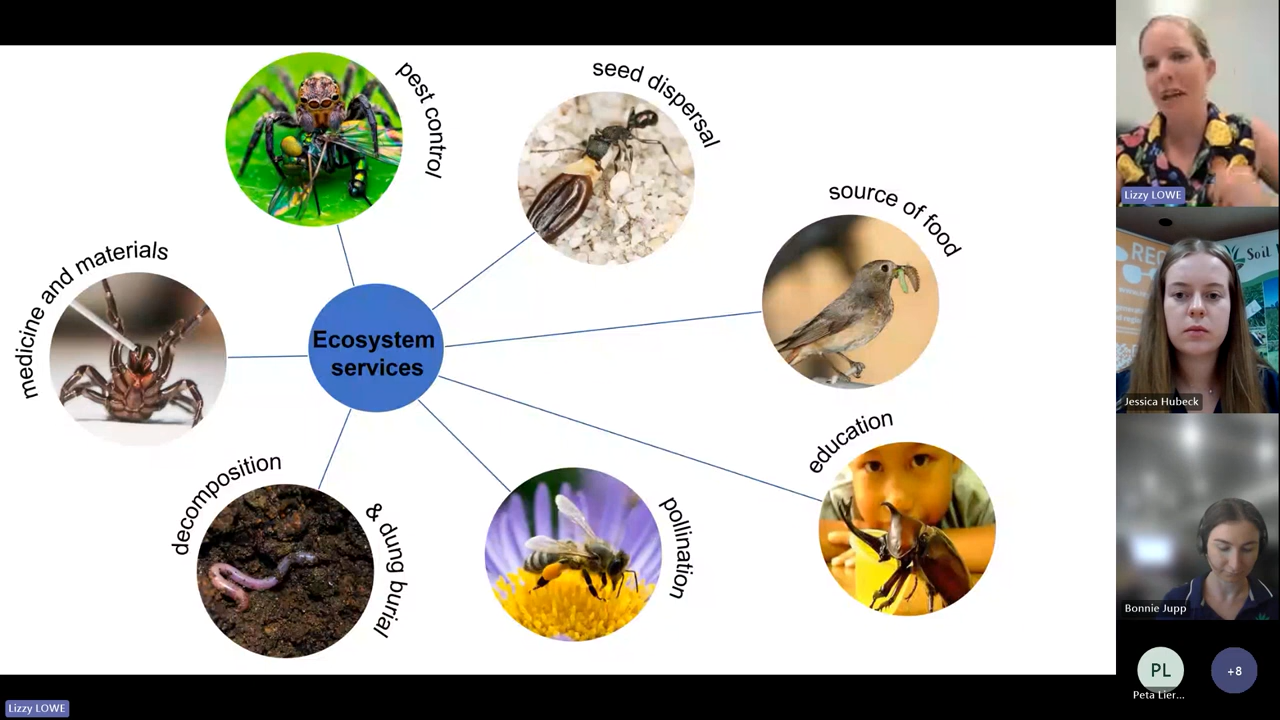 pest control
seed dispersal
source of food
medicine and materials
Ecosystem
services
education
decomposition
& dung burial
pollination
Lizzy LOWE
Lizzy LOWE
Soil
Jessica Hubeck
Bonnie Jupp
PL
+8
Peta Lier...